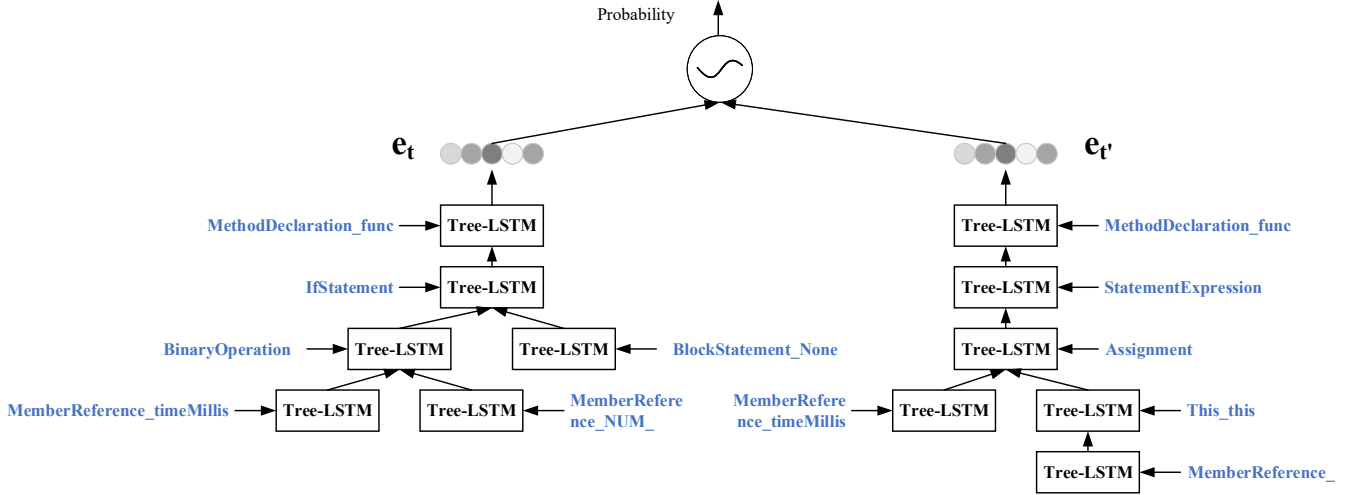 Probability
e_t
e_t'
MethodDeclaration_func
Tree-LSTM
Tree-LSTM
MethodDeclaration_func
IfStatement
Tree-LSTM
Tree-LSTM
StatementExpression
BinaryOperation
Tree-LSTM
Tree-LSTM
BlockStatement_None
Tree-LSTM
Assignment
MemberReference_timeMillis
Tree-LSTM
Tree-LSTM
MemberRefere
nce_NUM_
MemberRefere
nce_timeMillis
Tree-LSTM
Tree-LSTM
This_this
Tree-LSTM
MemberReference_